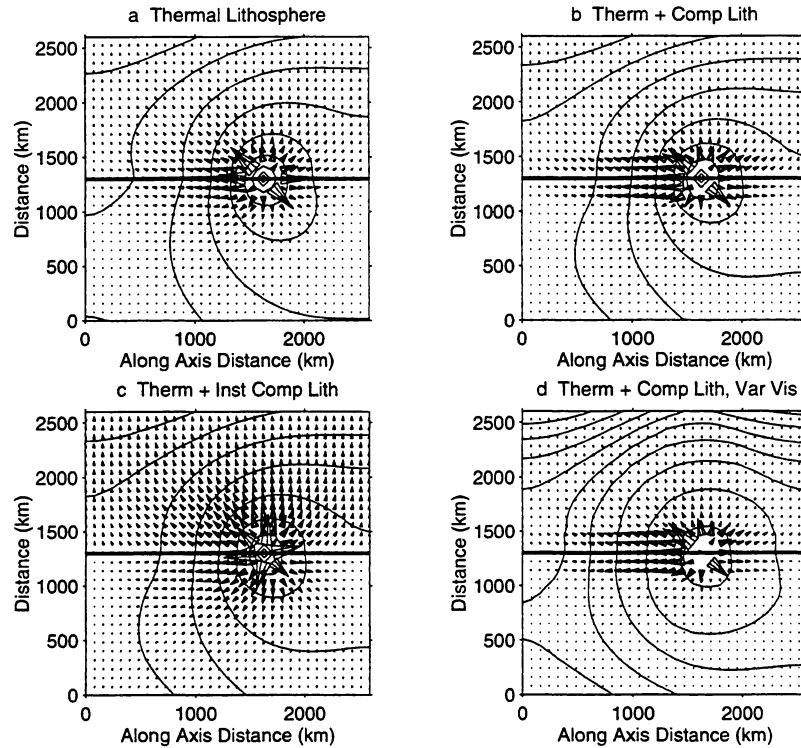 a Thermal Lithosphere
2500
2000
1500
1000
500
0
Distance (km)
0 1000 2000
Along Axis Distance (km)
b Therm + Comp Lith
2500
2000
1500
1000
500
0
Distance (km)
0 1000 2000
Along Axis Distance (km)
c Therm + Inst Comp Lith
2500
2000
1500
1000
500
0
Distance (km)
0 1000 2000
Along Axis Distance (km)
d Therm + Comp Lith, Var Vis
2500
2000
1500
1000
500
0
Distance (km)
0 1000 2000
Along Axis Distance (km)